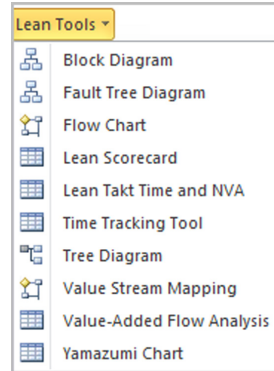 Lean Tools
Block Diagram
Fault Tree Diagram
Flow Chart
Lean Scorecard
Lean Takt Time and NVA
Time Tracking Tool
Tree Diagram
Value Stream Mapping
Value-Added Flow Analysis
Yamazumi Chart